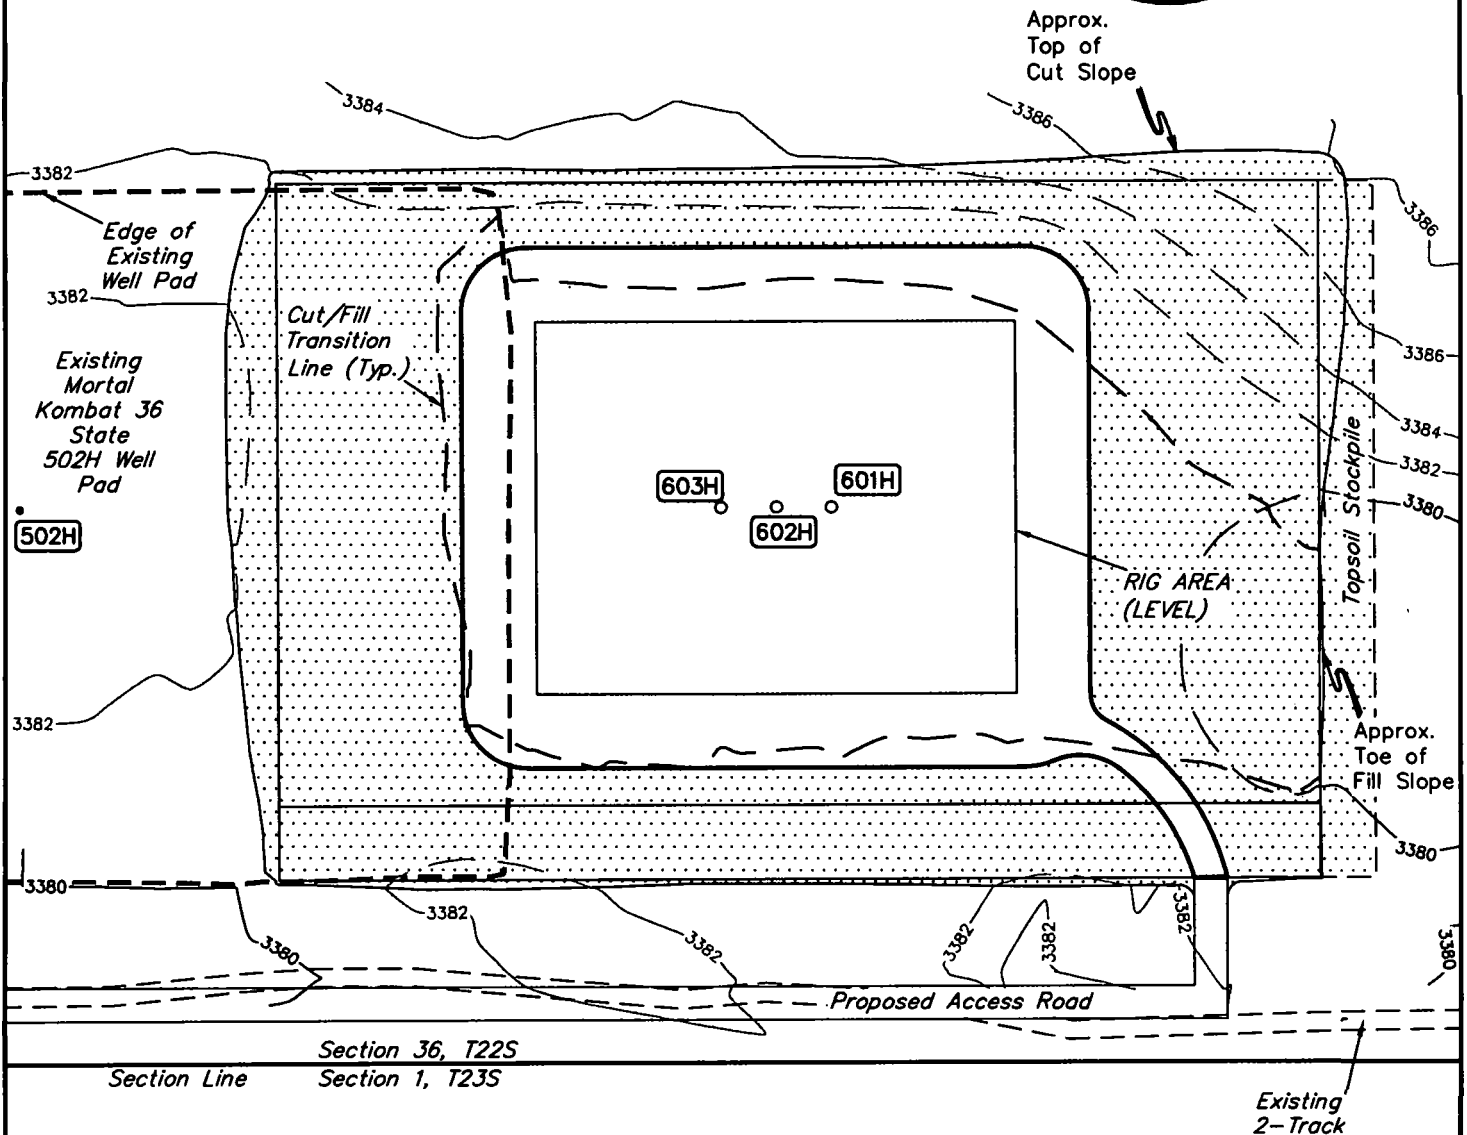 Approx.
Top of
Cut Slope
3384
3386
3382
Edge of
Existing
Well Pad
3386
3382
Cut/Fill
Transition
Line (Typ.)
3386
Existing
Mortal
Kombat 36
State
502H Well
Pad
3384
3382
3380
Topsoil Stockpile
603H
601H
602H
502H
RIG AREA
(LEVEL)
3382
Approx.
Toe of
Fill Slope
3380
3380
3382
3380
3382
3382
3382
3382
3380
Proposed Access Road
Section 36, T22S
Section Line
Section 1, T23S
Existing
2-Track